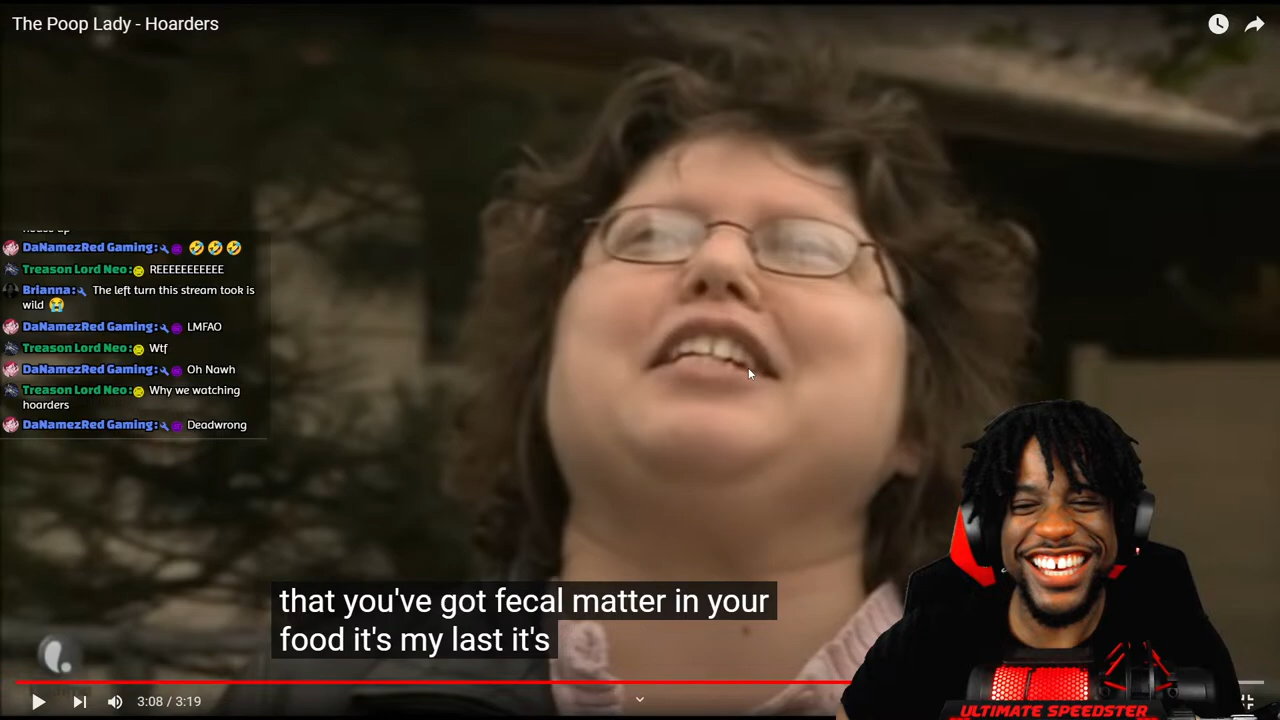 The Poop Lady - Hoarders
DaNamezRed Gaming: 🤣🤣🤣
Treason Lord Neo: REEEEEEEEEEE
Brianna: The left turn this stream took is
wild 😭
DaNamezRed Gaming: LMFAO
Treason Lord Neo: Wtf
DaNamezRed Gaming: Oh Nawh
Treason Lord Neo: Why we watching
hoarders
DaNamezRed Gaming: Deadwrong
that you've got fecal matter in your
food it's my last it's
3:08 / 3:19
ULTIMATE SPEEDSTER